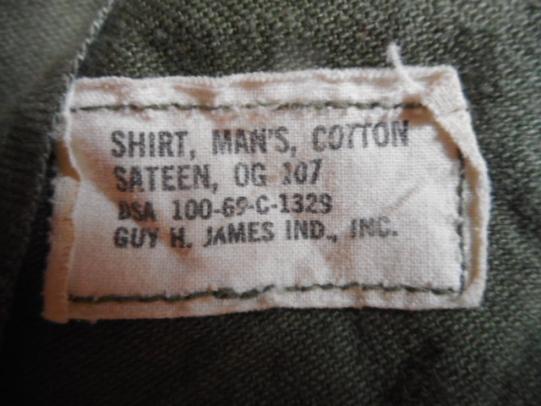 SHIRT, MAN'S, COTTON
SATEEN, OG 107
DSA 100-69-C-1329
GUY H. JAMES IND., INC.